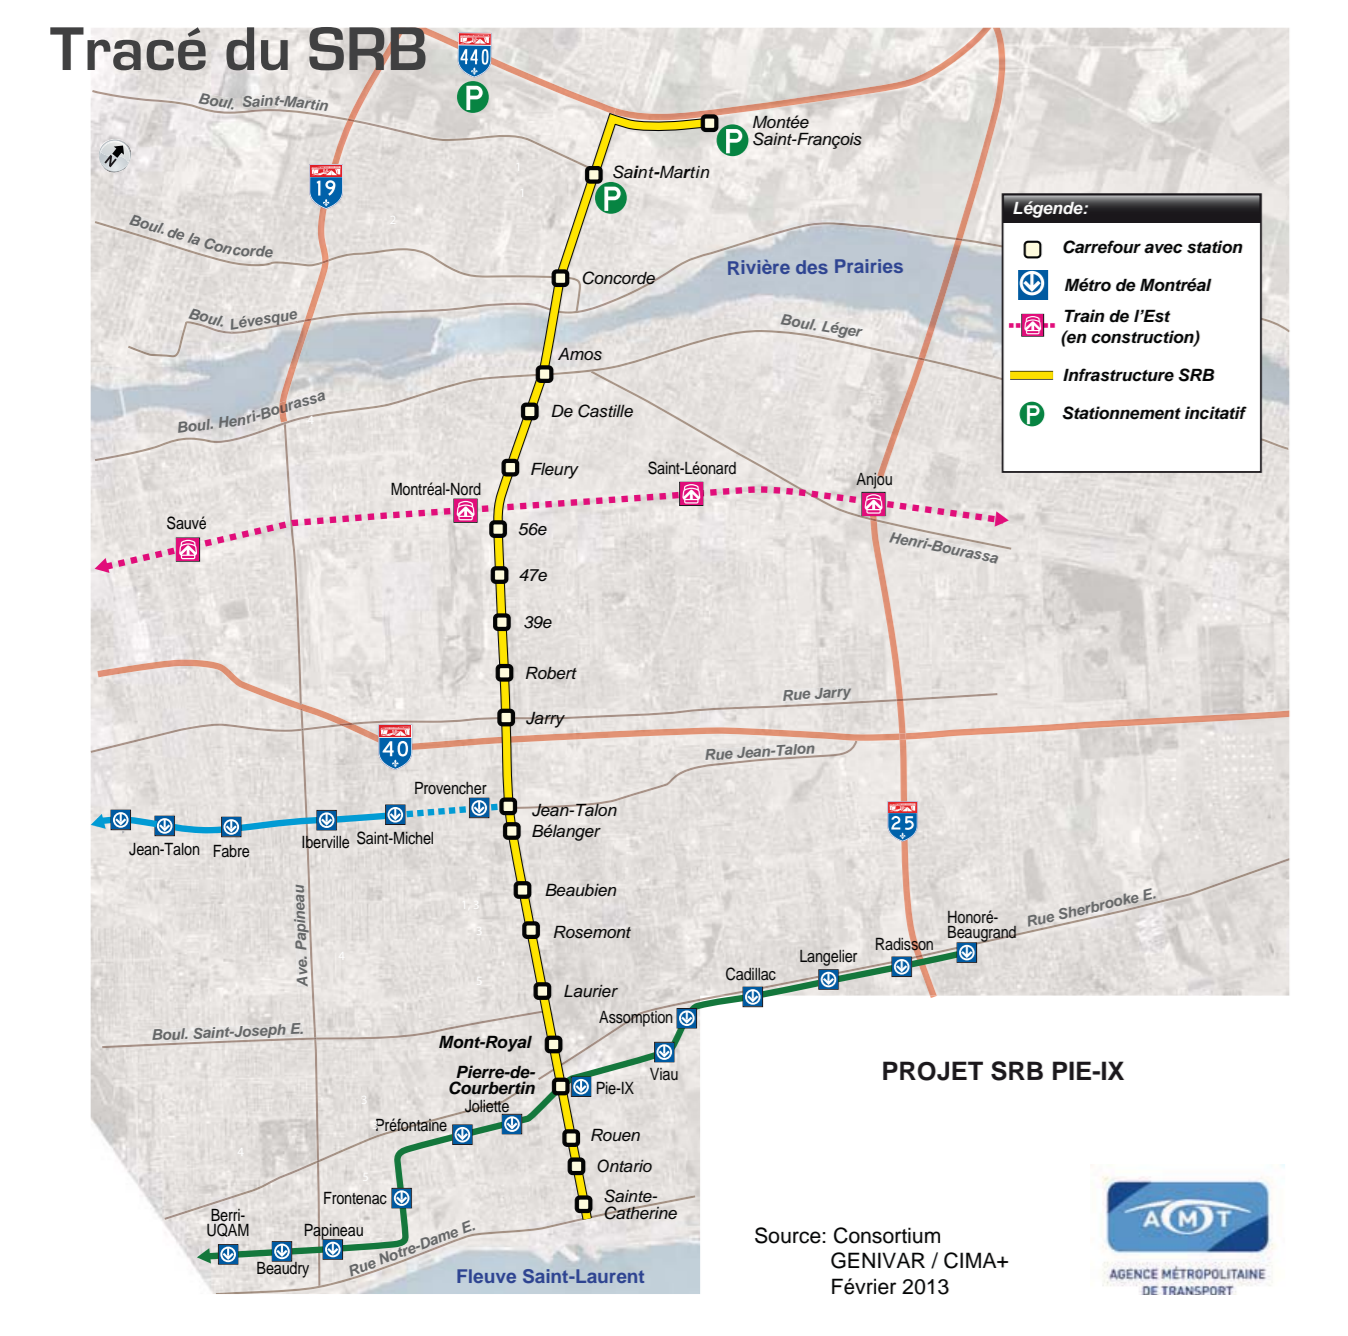 Tracé du SRB
440
P
Boul. Saint-Martin
Montée
Saint-François
P
N
Saint-Martin
P
19
Légende:
Carrefour avec station
Métro de Montréal
Train de l'Est
(en construction)
Infrastructure SRB
P
Stationnement incitatif
Boul. de la Concorde
Concorde
Rivière des Prairies
Boul. Lévesque
Boul. Léger
Amos
Boul. Henri-Bourassa
De Castille
Fleury
Saint-Léonard
Anjou
Montréal-Nord
Sauvé
56e
Henri-Bourassa
47e
39e
Robert
Rue Jarry
Jarry
40
Rue Jean-Talon
Provencher
Jean-Talon
25
Bélanger
Jean-Talon
Fabre
Iberville
Saint-Michel
Beaubien
Ave. Papineau
Rosemont
Rue Sherbrooke E.
Honoré-
Beaugrand
Radisson
Langelier
Cadillac
Laurier
Assomption
Boul. Saint-Joseph E.
Mont-Royal
Viau
PROJET SRB PIE-IX
Pierre-de-
Courbertin
Pie-IX
Joliette
Préfontaine
Rouen
Ontario
Frontenac
Sainte-
Catherine
Berri-
UQAM
Papineau
Beaudry
Rue Notre-Dame E.
Fleuve Saint-Laurent
Source: Consortium
GENIVAR / CIMA+
Février 2013
AMT
AGENCE MÉTROPOLITAINE
DE TRANSPORT